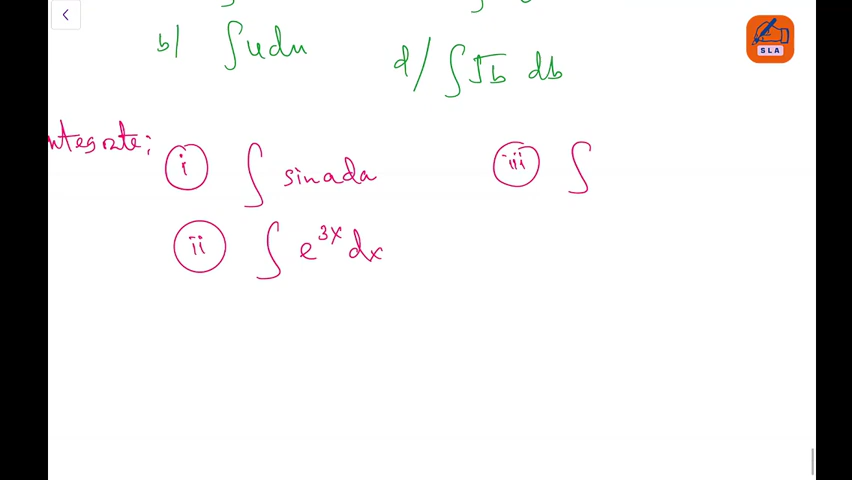 b/ ∫udu
d/ ∫√b db
ntegrate:
i ∫ sinada
iii ∫
ii ∫ e^{3x} dx
SLA